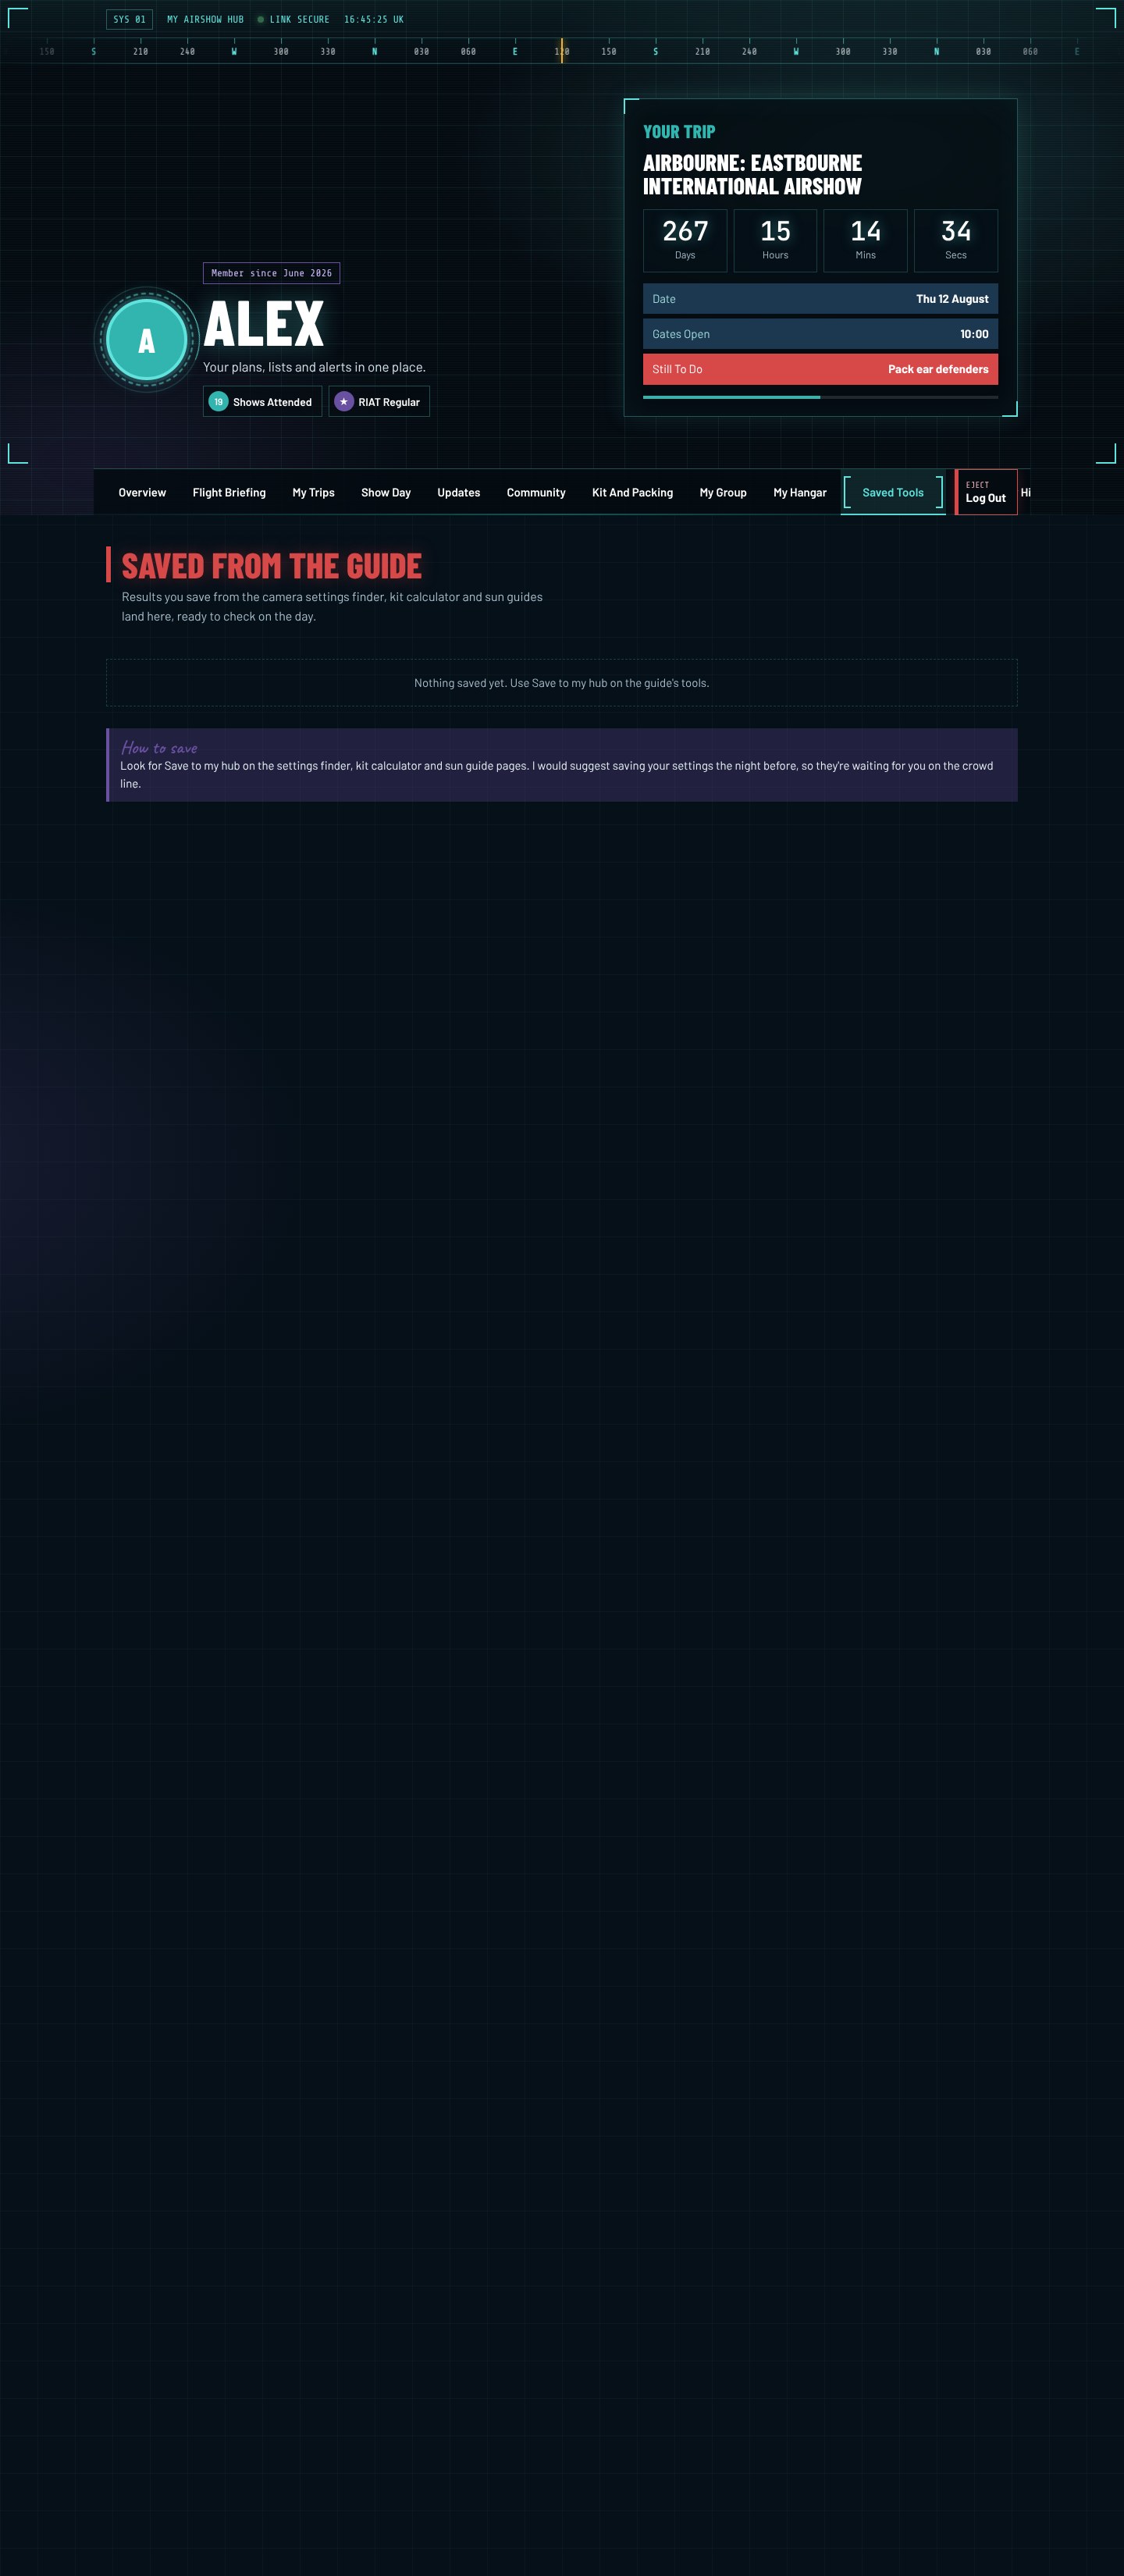 SYS 01 MY AIRSHOW HUB LINK SECURE 16:45:25 UK
150 S 210 240 W 300 330 N 030 060 E 120 150 S 210 240 W 300 330 N 030 060 E
YOUR TRIP
AIRBOURNE: EASTBOURNE
INTERNATIONAL AIRSHOW
267 15 14 34
Days Hours Mins Secs
Date Thu 12 August
Gates Open 10:00
Still To Do Pack ear defenders
Member since June 2026
A
ALEX
Your plans, lists and alerts in one place.
19 Shows Attended ★ RIAT Regular
Overview Flight Briefing My Trips Show Day Updates Community Kit And Packing My Group My Hangar Saved Tools
EJECT
Log Out Hi
SAVED FROM THE GUIDE
Results you save from the camera settings finder, kit calculator and sun guides
land here, ready to check on the day.
Nothing saved yet. Use Save to my hub on the guide's tools.
How to save
Look for Save to my hub on the settings finder, kit calculator and sun guide pages. I would suggest saving your settings the night before, so they're waiting for you on the crowd
line.